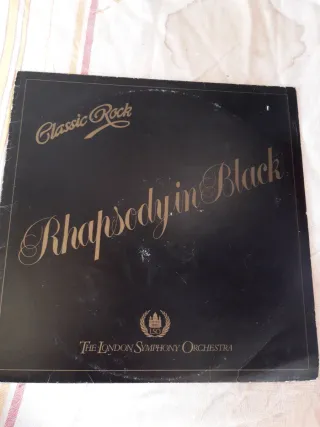 Classic Rock
Rhapsody in Black
THE LONDON SYMPHONY ORCHESTRA